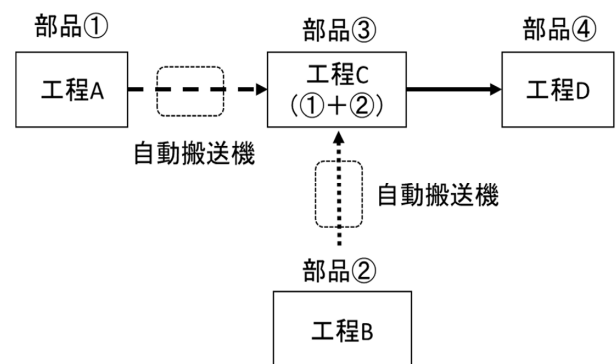 部品①
部品③
部品④
工程A
工程C
(①+②)
工程D
自動搬送機
自動搬送機
部品②
工程B